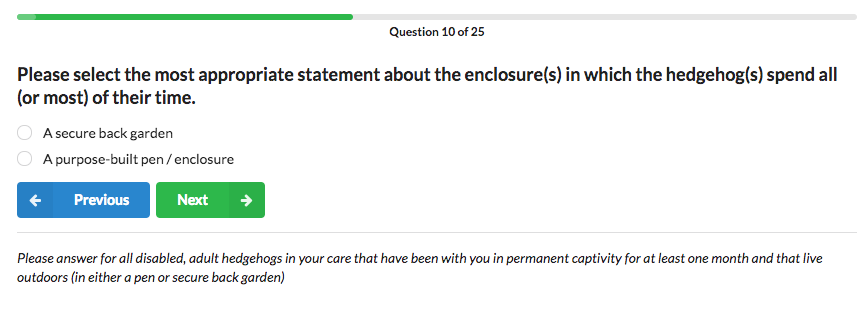 Question 10 of 25
Please select the most appropriate statement about the enclosure(s) in which the hedgehog(s) spend all
(or most) of their time.
A secure back garden
A purpose-built pen / enclosure
Previous
Next
Please answer for all disabled, adult hedgehogs in your care that have been with you in permanent captivity for at least one month and that live
outdoors (in either a pen or secure back garden)